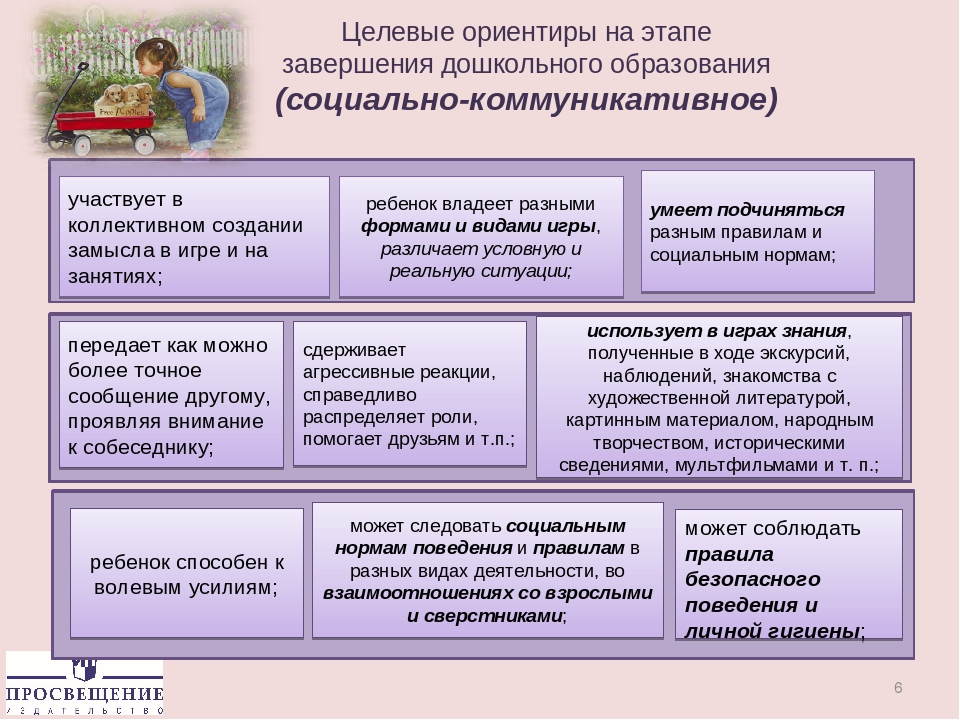 Целевые ориентиры на этапе
завершения дошкольного образования
(социально-коммуникативное)
Free Puppies
участвует в
коллективном создании
замысла в игре и на
занятиях;
ребенок владеет разными
формами и видами игры,
различает условную и
реальную ситуации;
умеет подчиняться
разным правилам и
социальным нормам;
передает как можно
более точное
сообщение другому,
проявляя внимание
к собеседнику;
сдерживает
агрессивные реакции,
справедливо
распределяет роли,
помогает друзьям и т.п.;
использует в играх знания,
полученные в ходе экскурсий,
наблюдений, знакомства с
художественной литературой,
картинным материалом, народным
творчеством, историческими
сведениями, мультфильмами и т. п.;
ребенок способен к
волевым усилиям;
может следовать социальным
нормам поведения и правилам в
разных видах деятельности, во
взаимоотношениях со взрослыми
и сверстниками;
может соблюдать
правила
безопасного
поведения и
личной гигиены;
ПРОСВЕЩЕНИЕ
ИЗДАТЕЛЬСТВО
6